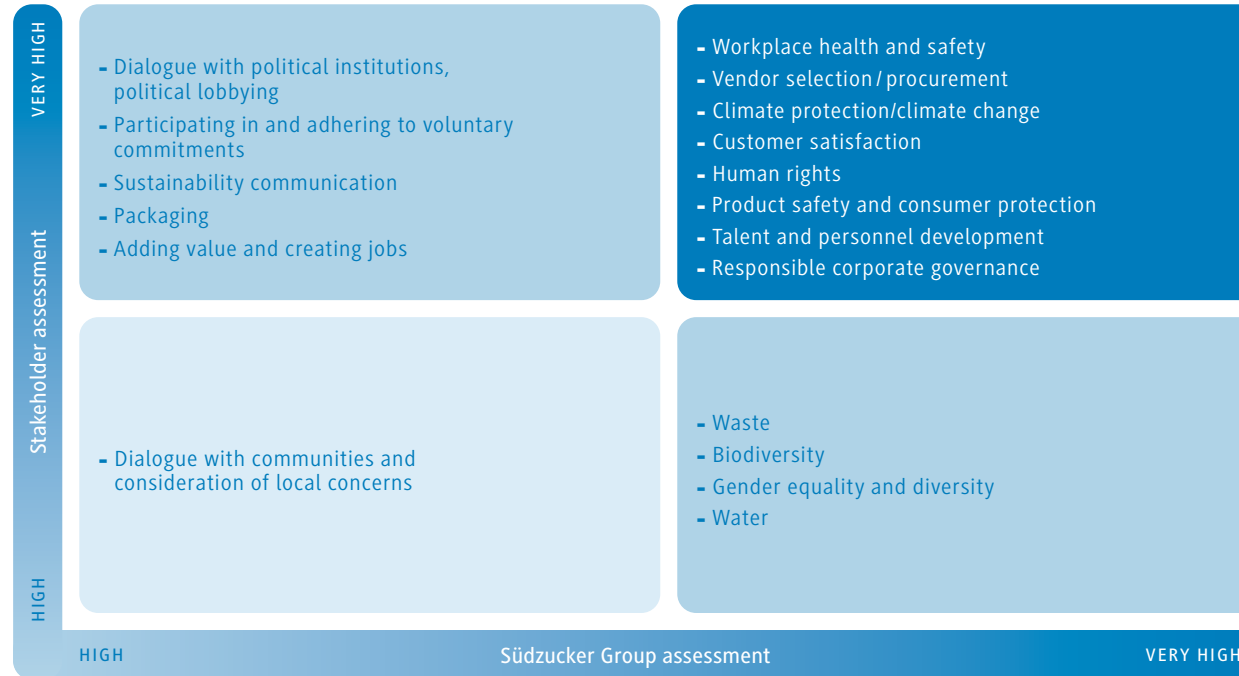 VERY HIGH
Stakeholder assessment
HIGH
- Dialogue with political institutions,
political lobbying
- Participating in and adhering to voluntary
commitments
- Sustainability communication
- Packaging
- Adding value and creating jobs
- Workplace health and safety
- Vendor selection / procurement
- Climate protection/climate change
- Customer satisfaction
- Human rights
- Product safety and consumer protection
- Talent and personnel development
- Responsible corporate governance
- Dialogue with communities and
consideration of local concerns
- Waste
- Biodiversity
- Gender equality and diversity
- Water
HIGH
Südzucker Group assessment
VERY HIGH